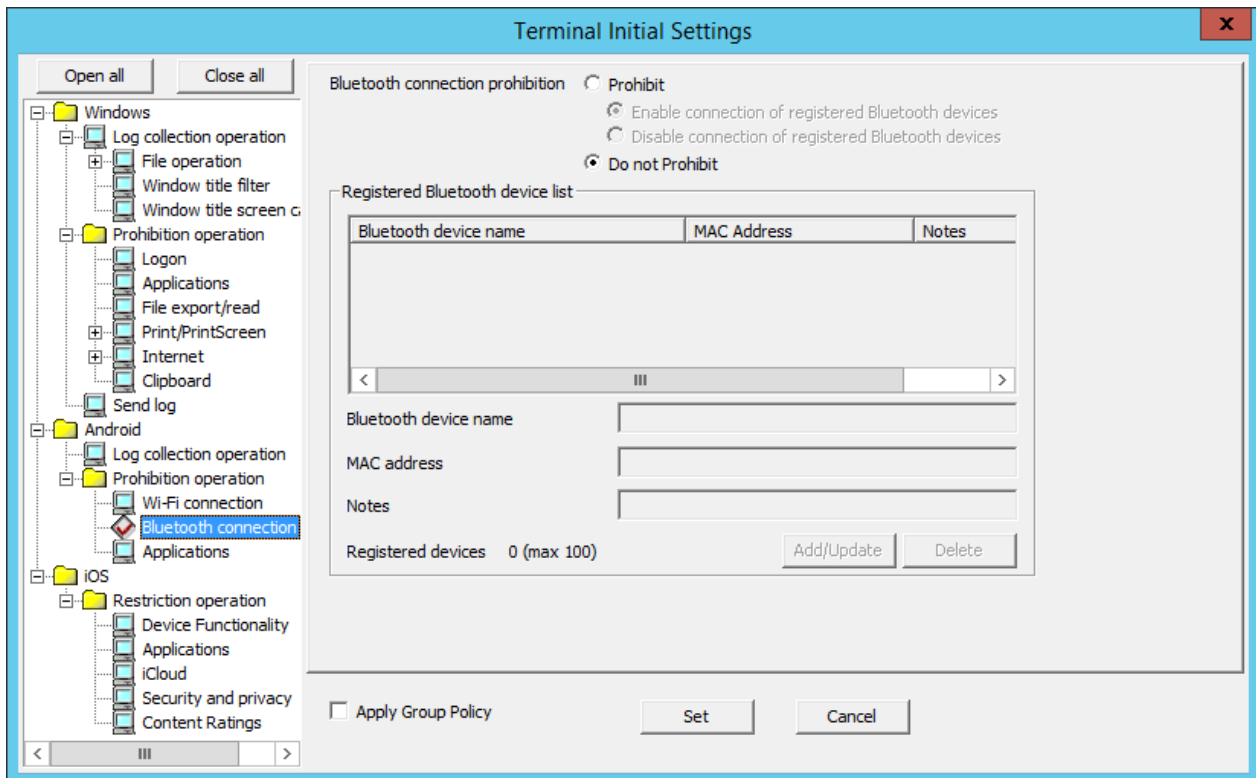 Terminal Initial Settings
x
Open all
Close all
Windows
Log collection operation
File operation
Window title filter
Window title screen ca
Prohibition operation
Logon
Applications
File export/read
Print/PrintScreen
Internet
Clipboard
Send log
Android
Log collection operation
Prohibition operation
Wi-Fi connection
Bluetooth connection
Applications
iOS
Restriction operation
Device Functionality
Applications
iCloud
Security and privacy
Content Ratings
Bluetooth connection prohibition
Prohibit
Enable connection of registered Bluetooth devices
Disable connection of registered Bluetooth devices
Do not Prohibit
Registered Bluetooth device list
Bluetooth device name MAC Address Notes
Bluetooth device name
MAC address
Notes
Registered devices 0 (max 100)
Add/Update
Delete
Apply Group Policy
Set
Cancel